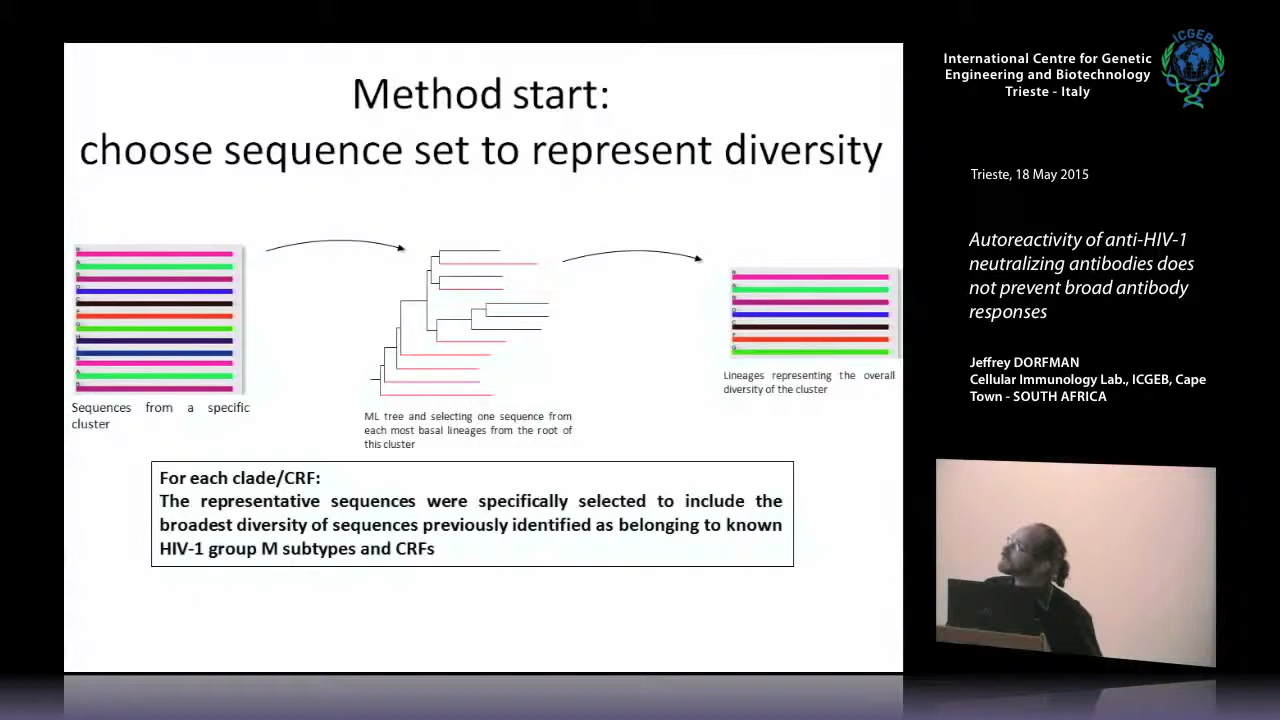 Method start:
choose sequence set to represent diversity
Sequences from a specific
cluster
ML tree and selecting one sequence from
each most basal lineages from the root of
this cluster
Lineages representing the overall
diversity of the cluster
For each clade/CRF:
The representative sequences were specifically selected to include the
broadest diversity of sequences previously identified as belonging to known
HIV-1 group M subtypes and CRFs
International Centre for Genetic
Engineering and Biotechnology
Trieste - Italy
ICGEB
Trieste, 18 May 2015
Autoreactivity of anti-HIV-1
neutralizing antibodies does
not prevent broad antibody
responses
Jeffrey DORFMAN
Cellular Immunology Lab., ICGEB, Cape
Town - SOUTH AFRICA